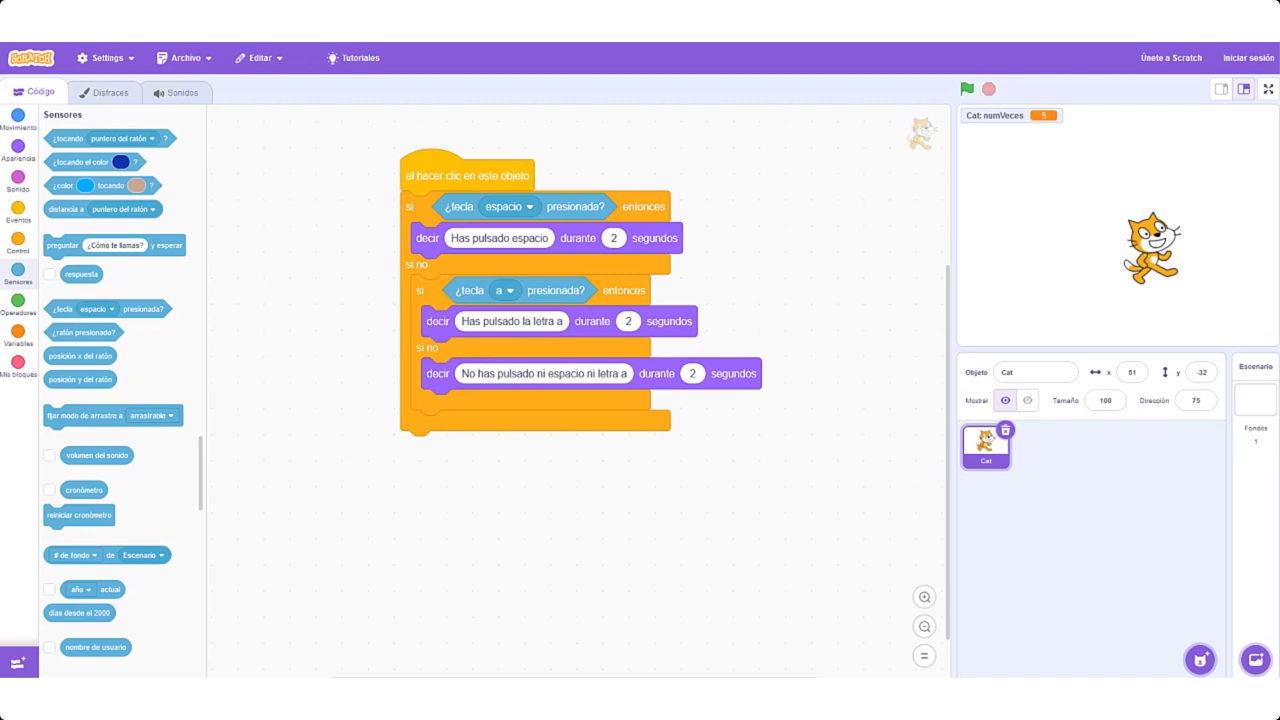 SCRATCH Settings Archivo Editar Tutoriales Únete a Scratch Iniciar sesión
Código Disfraces Sonidos
Movimiento
Apariencia
Sonido
Eventos
Control
Sensores
Operadores
Variables
Mis bloques
Sensores
¿tocando puntero del ratón ?
¿tocando el color ?
¿color tocando ?
distancia a puntero del ratón
preguntar ¿Cómo te llamas? y esperar
respuesta
¿tecla espacio presionada?
¿ratón presionado?
posición x del ratón
posición y del ratón
fijar modo de arrastre a arrastrable
volumen del sonido
cronómetro
reiniciar cronómetro
# de fondo de Escenario
año actual
días desde el 2000
nombre de usuario
al hacer clic en este objeto
si ¿tecla espacio presionada? entonces
decir Has pulsado espacio durante 2 segundos
si no
si ¿tecla a presionada? entonces
decir Has pulsado la letra a durante 2 segundos
si no
decir No has pulsado ni espacio ni letra a durante 2 segundos
Cat: numVeces 5
Objeto Cat x 51 y -32
Mostrar Tamaño 100 Dirección 75
Cat
Escenario
Fondos
1